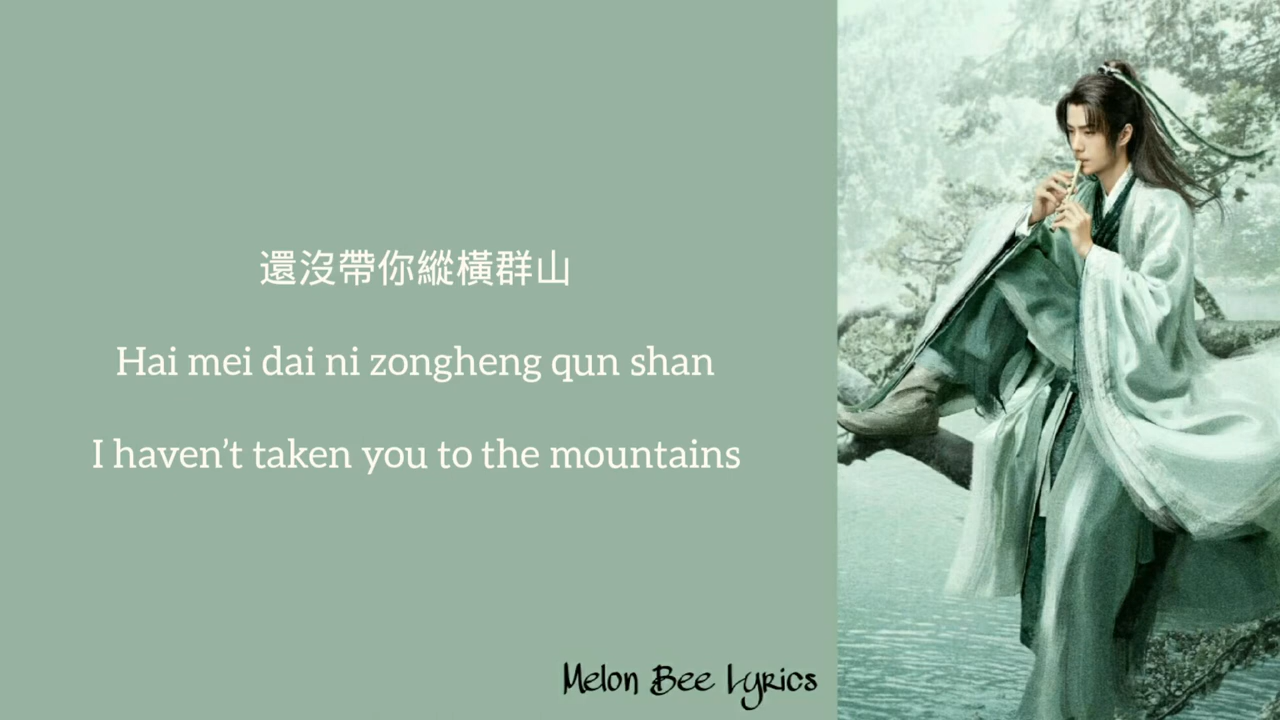 還沒帶你縱橫群山
Hai mei dai ni zongheng qun shan
I haven’t taken you to the mountains
Melon Bee Lyrics